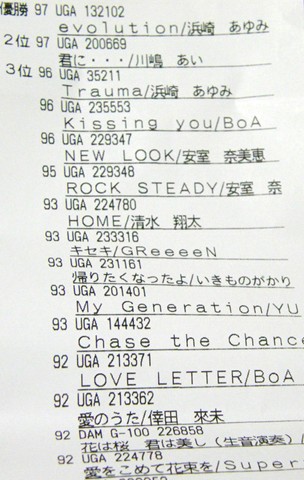 優勝 97 UGA 132102
evolution/浜崎 あゆみ
2位 97 UGA 200669
君に・・・/川嶋 あい
3位 96 UGA 35211
Trauma/浜崎 あゆみ
96 UGA 235553
Kissing you/BoA
96 UGA 229347
NEW LOOK/安室 奈美恵
95 UGA 229348
ROCK STEADY/安室 奈
93 UGA 224780
HOME/清水 翔太
93 UGA 233316
キセキ/GReeeeN
93 UGA 231161
帰りたくなったよ/いきものがかり
93 UGA 201401
My Generation/YU
93 UGA 144432
Chase the Chance
92 UGA 213371
LOVE LETTER/BoA
92 UGA 213362
愛のうた/倖田 來未
92 DAM G-100 226858
花は桜 君は美し（生音演奏）/
92 UGA 224778
愛をこめて花束を/Super